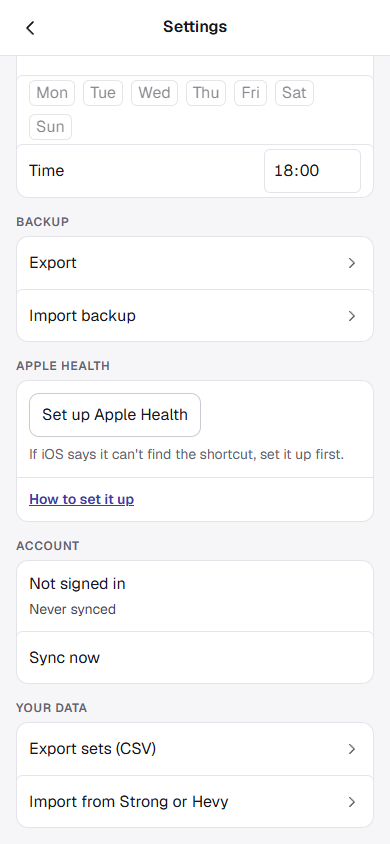 Settings
Mon Tue Wed Thu Fri Sat
Sun
Time 18:00
BACKUP
Export
Import backup
APPLE HEALTH
Set up Apple Health
If iOS says it can't find the shortcut, set it up first.
How to set it up
ACCOUNT
Not signed in
Never synced
Sync now
YOUR DATA
Export sets (CSV)
Import from Strong or Hevy